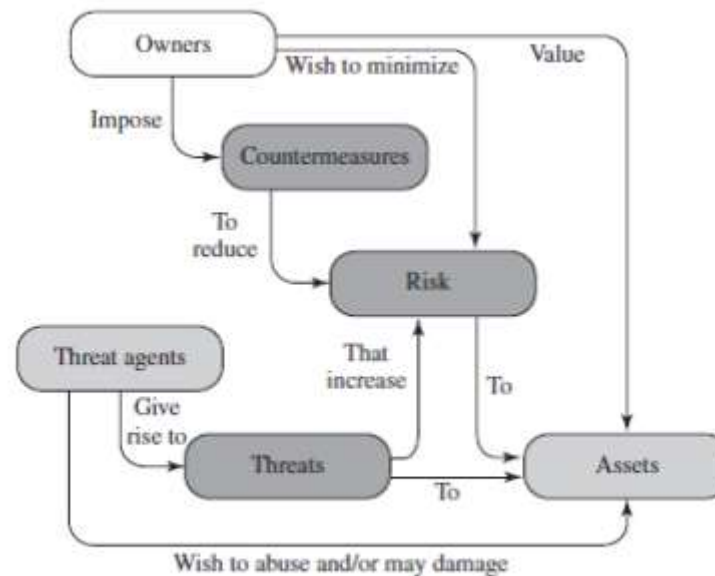 Owners
Wish to minimize
Value
Impose
Countermeasures
To
reduce
Risk
Threat agents
That
increase
To
Give
rise to
Threats
To
Assets
Wish to abuse and/or may damage